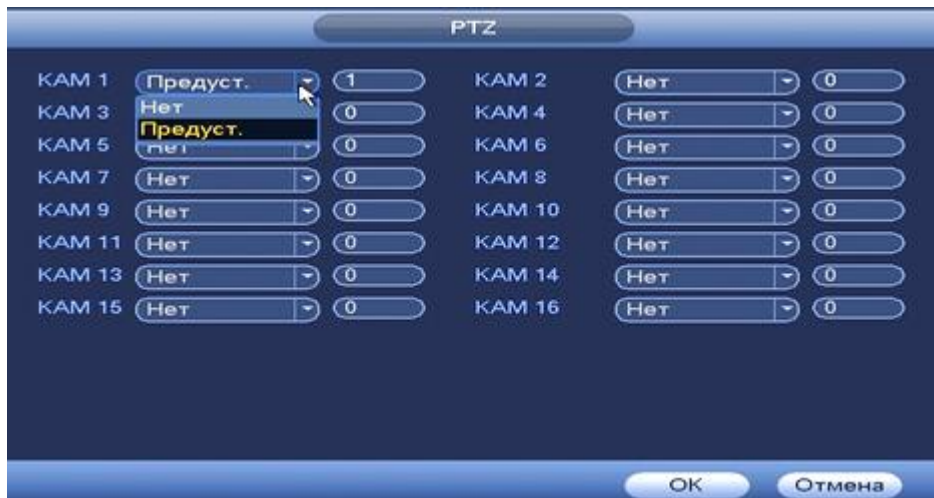 PTZ
КАМ 1 Предуст. 1 КАМ 2 Нет 0
КАМ 3 Нет 0 КАМ 4 Нет 0
Предуст.
КАМ 5 Нет 0 КАМ 6 Нет 0
КАМ 7 Нет 0 КАМ 8 Нет 0
КАМ 9 Нет 0 КАМ 10 Нет 0
КАМ 11 Нет 0 КАМ 12 Нет 0
КАМ 13 Нет 0 КАМ 14 Нет 0
КАМ 15 Нет 0 КАМ 16 Нет 0
OK Отмена